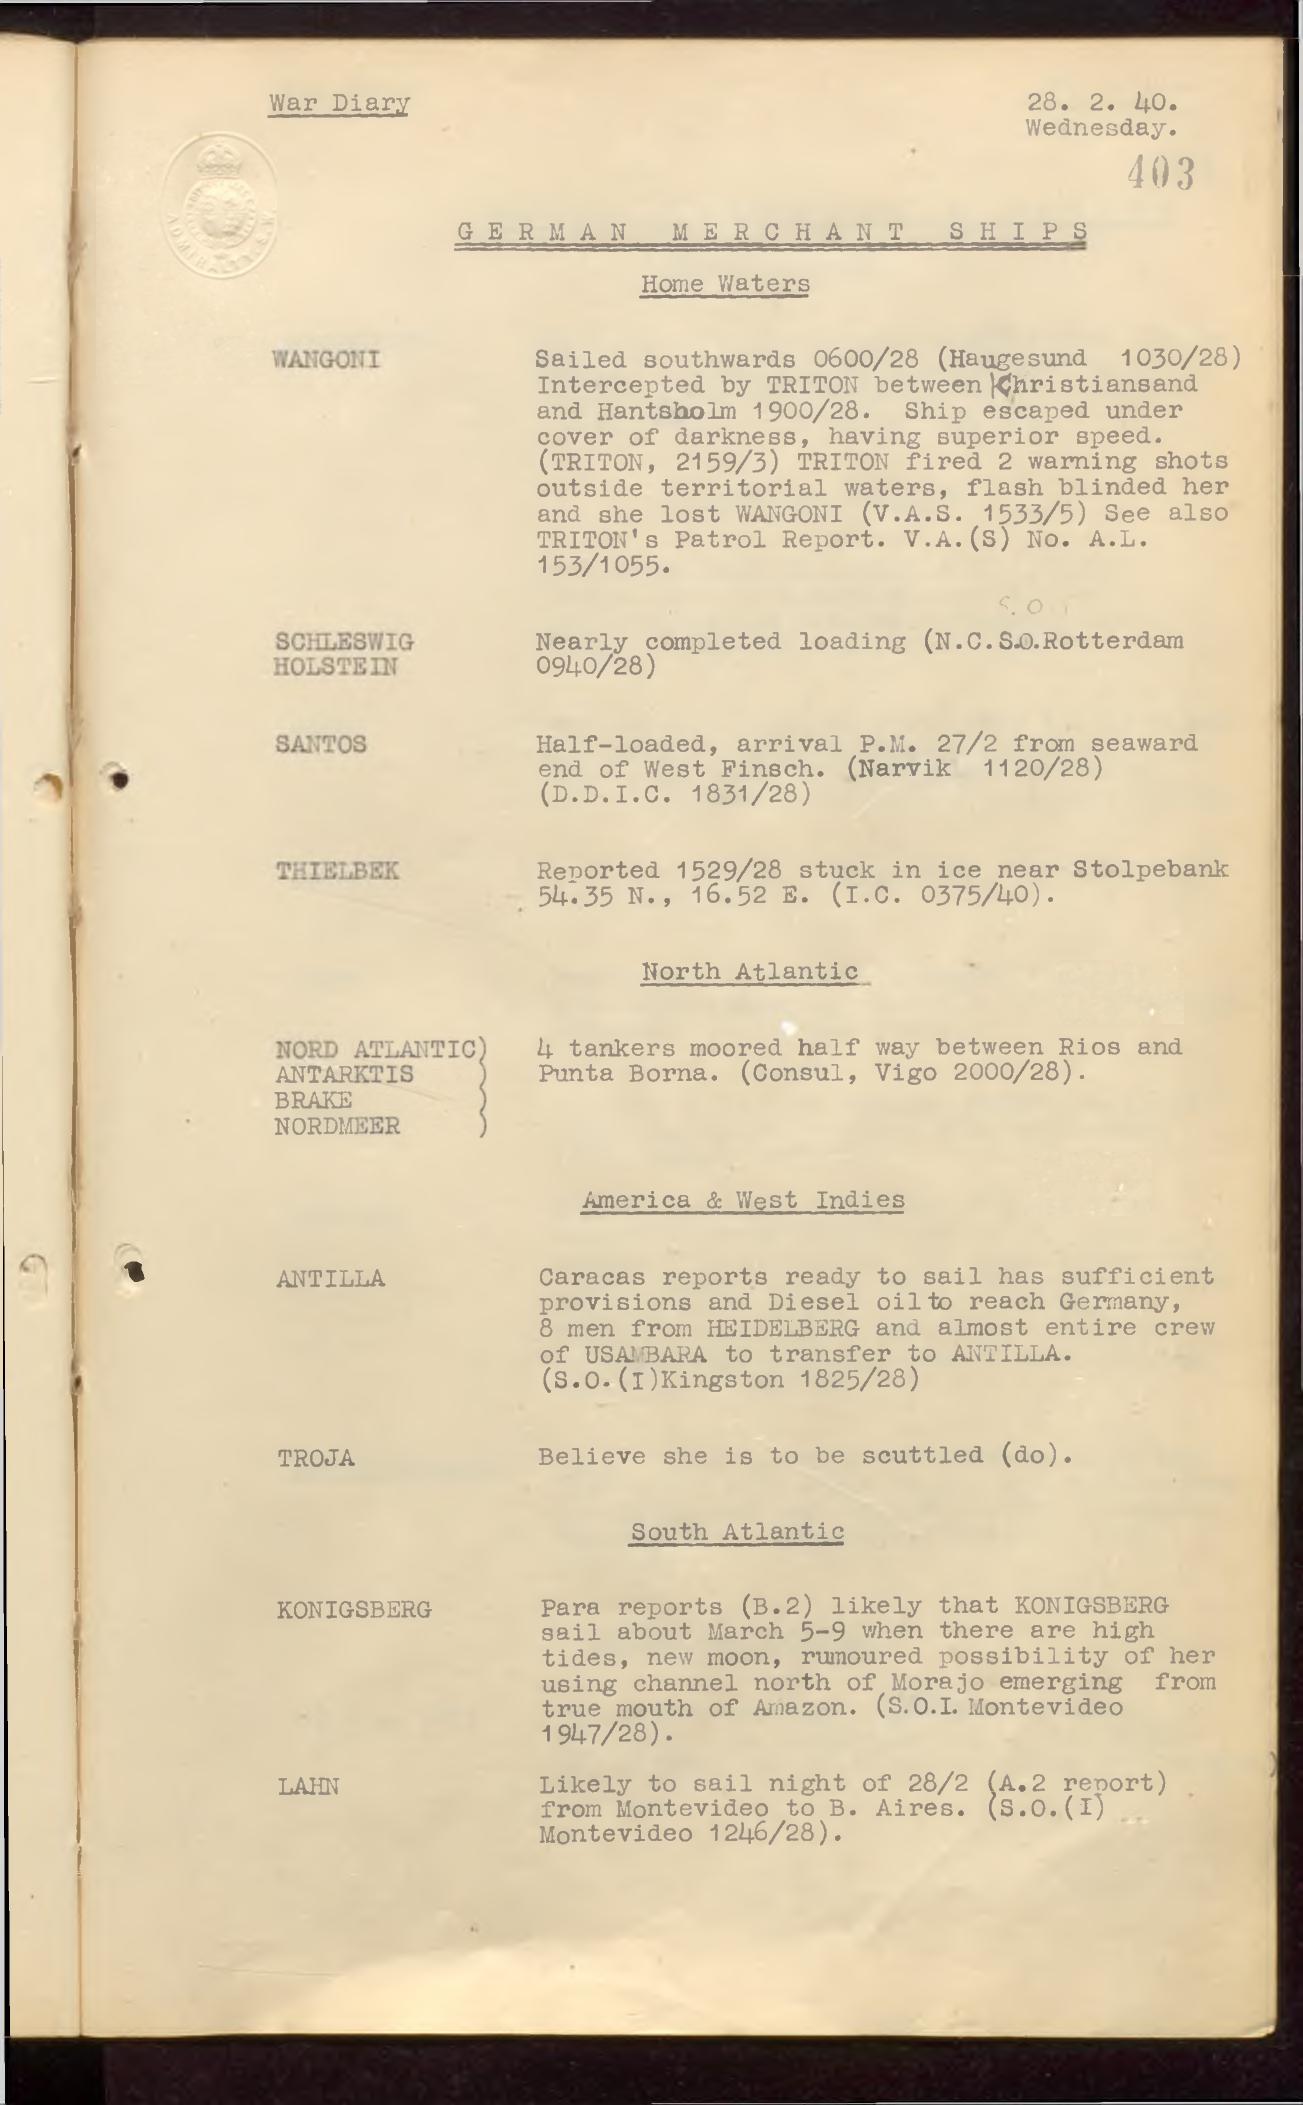 War Diary
28. 2. 40.
Wednesday.
403
ADMIRALTY S.W.
GERMAN MERCHANT SHIPS
Home Waters
WANGONI Sailed southwards 0600/28 (Haugesund 1030/28)
Intercepted by TRITON between Khristiansand
and Hantsholm 1900/28. Ship escaped under
cover of darkness, having superior speed.
(TRITON, 2159/3) TRITON fired 2 warning shots
outside territorial waters, flash blinded her
and she lost WANGONI (V.A.S. 1533/5) See also
TRITON's Patrol Report. V.A.(S) No. A.L.
153/1055.
S.O
SCHLESWIG Nearly completed loading (N.C.S.O.Rotterdam
HOLSTEIN 0940/28)
SANTOS Half-loaded, arrival P.M. 27/2 from seaward
end of West Finsch. (Narvik 1120/28)
(D.D.I.C. 1831/28)
THIELBEK Reported 1529/28 stuck in ice near Stolpebank
54.35 N., 16.52 E. (I.C. 0375/40).
North Atlantic
NORD ATLANTIC) 4 tankers moored half way between Rios and
ANTARKTIS ) Punta Borna. (Consul, Vigo 2000/28).
BRAKE )
NORDMEER )
America & West Indies
ANTILLA Caracas reports ready to sail has sufficient
provisions and Diesel oil to reach Germany,
8 men from HEIDELBERG and almost entire crew
of USAMBARA to transfer to ANTILLA.
(S.O.(I)Kingston 1825/28)
TROJA Believe she is to be scuttled (do).
South Atlantic
KONIGSBERG Para reports (B.2) likely that KONIGSBERG
sail about March 5-9 when there are high
tides, new moon, rumoured possibility of her
using channel north of Morajo emerging from
true mouth of Amazon. (S.O.I. Montevideo
1947/28).
LAHN Likely to sail night of 28/2 (A.2 report)
from Montevideo to B. Aires. (S.O.(I)
Montevideo 1246/28).